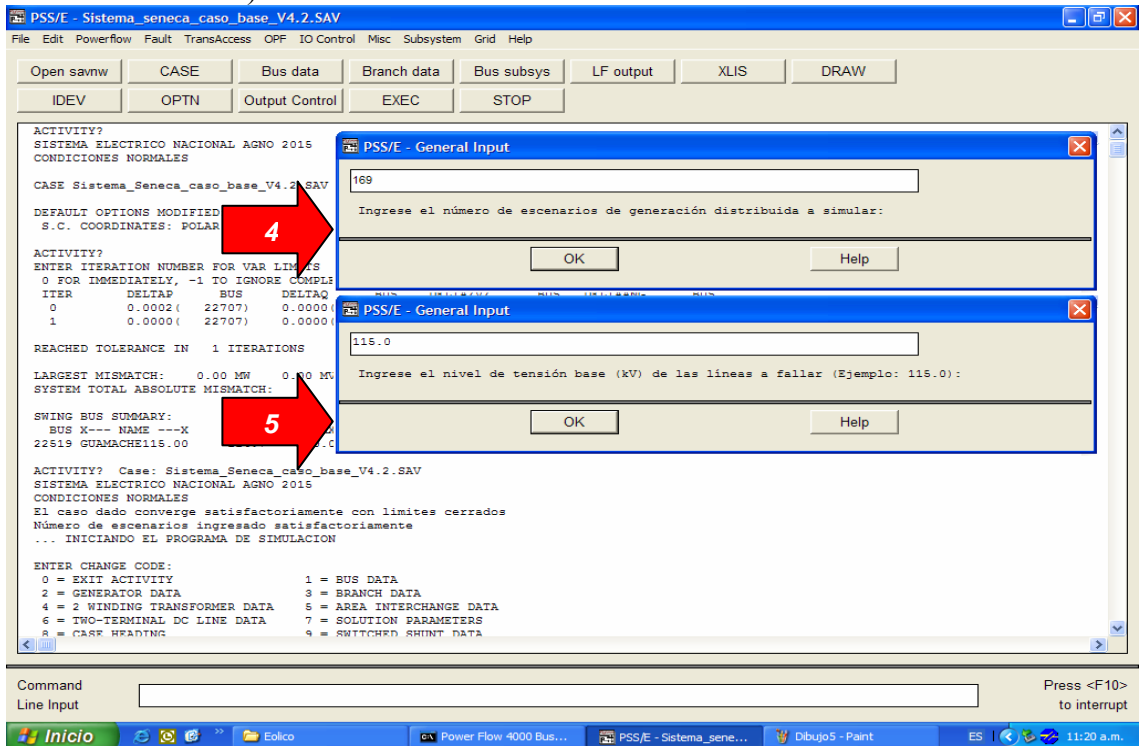 PSS/E - Sistema_seneca_caso_base_V4.2.SAV
File Edit Powerflow Fault TransAccess OPF IO Control Misc Subsystem Grid Help
Open savnw CASE Bus data Branch data Bus subsys LF output XLIS DRAW
IDEV OPTN Output Control EXEC STOP
ACTIVITY?
SISTEMA ELECTRICO NACIONAL AGNO 2015
CONDICIONES NORMALES
CASE Sistema_Seneca_caso_base_V4.2.SAV
DEFAULT OPTIONS MODIFIED
S.C. COORDINATES: POLAR
ACTIVITY?
ENTER ITERATION NUMBER FOR VAR LIMITS
0 FOR IMMEDIATELY, -1 TO IGNORE COMPLE
ITER DELTAP BUS DELTAQ BUS BUS BUS
0 0.0002( 22707) 0.0000(
1 0.0000( 22707) 0.0000(
REACHED TOLERANCE IN 1 ITERATIONS
LARGEST MISMATCH: 0.00 MW 0.00 MV
SYSTEM TOTAL ABSOLUTE MISMATCH:
SWING BUS SUMMARY:
BUS X--- NAME ---X
22519 GUAMACHE115.00
ACTIVITY? Case: Sistema_Seneca_caso_base_V4.2.SAV
SISTEMA ELECTRICO NACIONAL AGNO 2015
CONDICIONES NORMALES
El caso dado converge satisfactoriamente con limites cerrados
Número de escenarios ingresado satisfactoriamente
... INICIANDO EL PROGRAMA DE SIMULACION
ENTER CHANGE CODE:
0 = EXIT ACTIVITY 1 = BUS DATA
2 = GENERATOR DATA 3 = BRANCH DATA
4 = 2 WINDING TRANSFORMER DATA 5 = AREA INTERCHANGE DATA
6 = TWO-TERMINAL DC LINE DATA 7 = SOLUTION PARAMETERS
8 = CASE HEADING 9 = SWITCHED SHUNT DATA
PSS/E - General Input
169
Ingrese el número de escenarios de generación distribuida a simular:
OK Help
4
PSS/E - General Input
115.0
Ingrese el nivel de tensión base (kV) de las líneas a fallar (Ejemplo: 115.0):
OK Help
5
Command
Line Input
Press <F10>
to interrupt
Inicio Eolico Power Flow 4000 Bus... PSS/E - Sistema_sene... Dibujo5 - Paint ES 11:20 a.m.